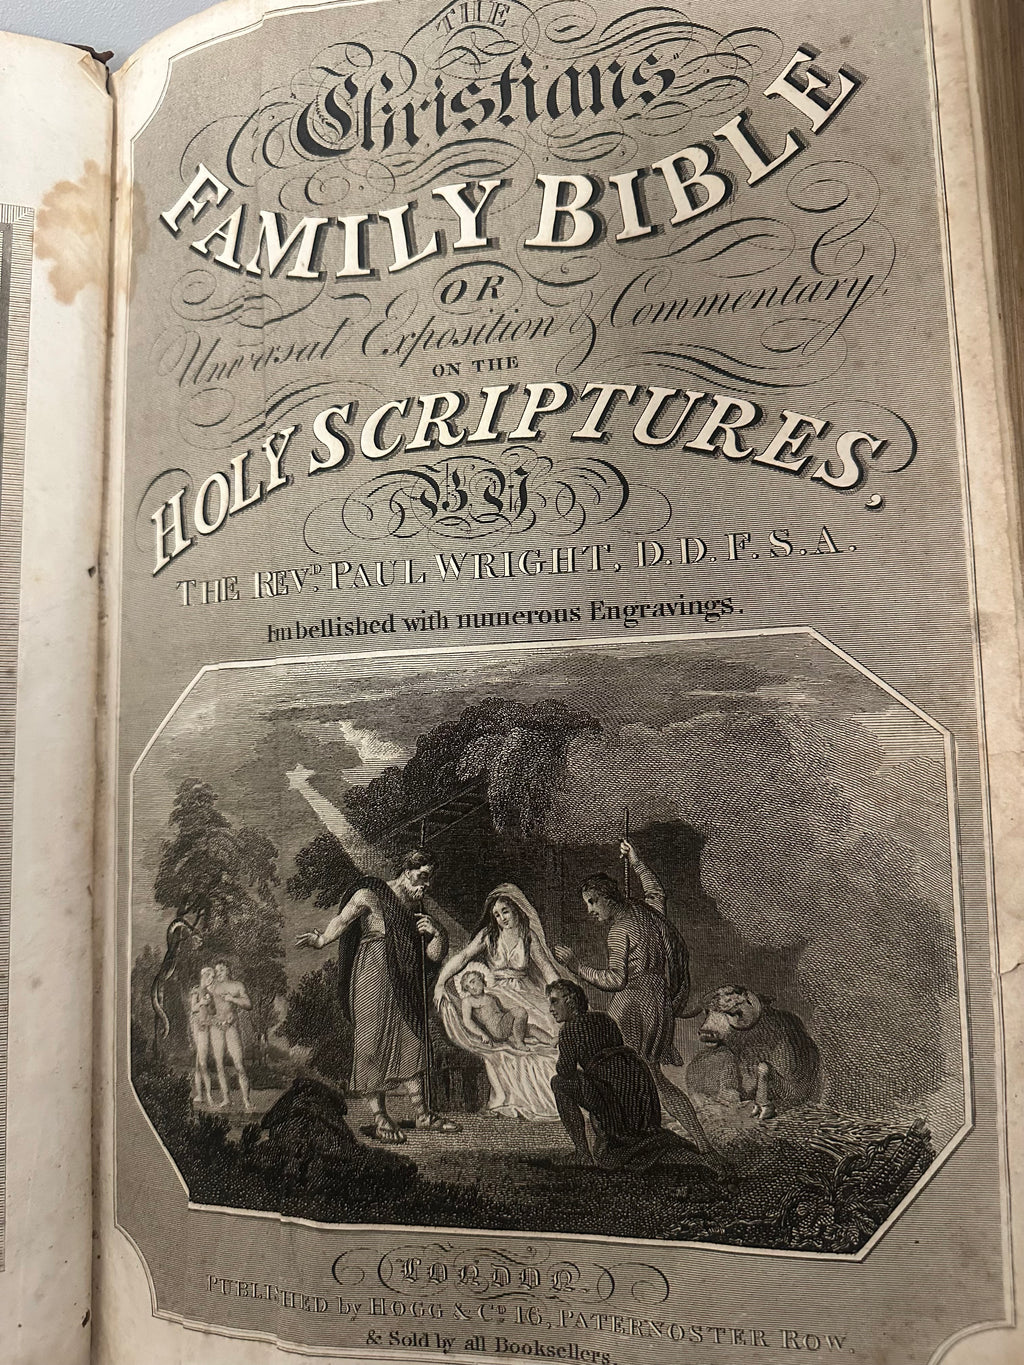 THE
Christians
FAMILY BIBLE
OR
Universal Exposition & Commentary,
ON THE
HOLY SCRIPTURES,
BY
THE REVD. PAUL WRIGHT, D.D. F.S.A.
Embellished with numerous Engravings.
LONDON.
PUBLISHED by HOGG & Co 16, PATERNOSTER ROW.
& Sold by all Booksellers.